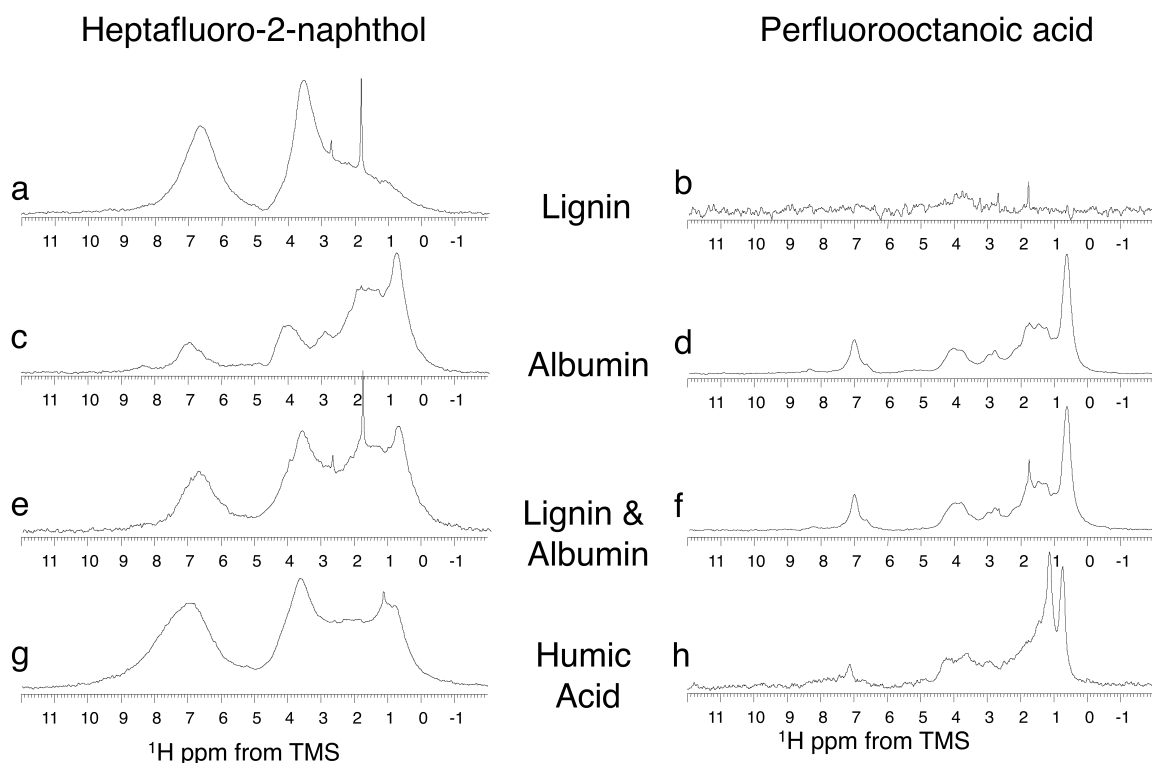 Heptafluoro-2-naphthol Perfluorooctanoic acid
a Lignin b
11 10 9 8 7 6 5 4 3 2 1 0 -1 11 10 9 8 7 6 5 4 3 2 1 0 -1
c Albumin d
11 10 9 8 7 6 5 4 3 2 1 0 -1 11 10 9 8 7 6 5 4 3 2 1 0 -1
e Lignin & f
Albumin
11 10 9 8 7 6 5 4 3 2 1 0 -1 11 10 9 8 7 6 5 4 3 2 1 0 -1
g Humic h
Acid
11 10 9 8 7 6 5 4 3 2 1 0 -1 11 10 9 8 7 6 5 4 3 2 1 0 -1
¹H ppm from TMS ¹H ppm from TMS